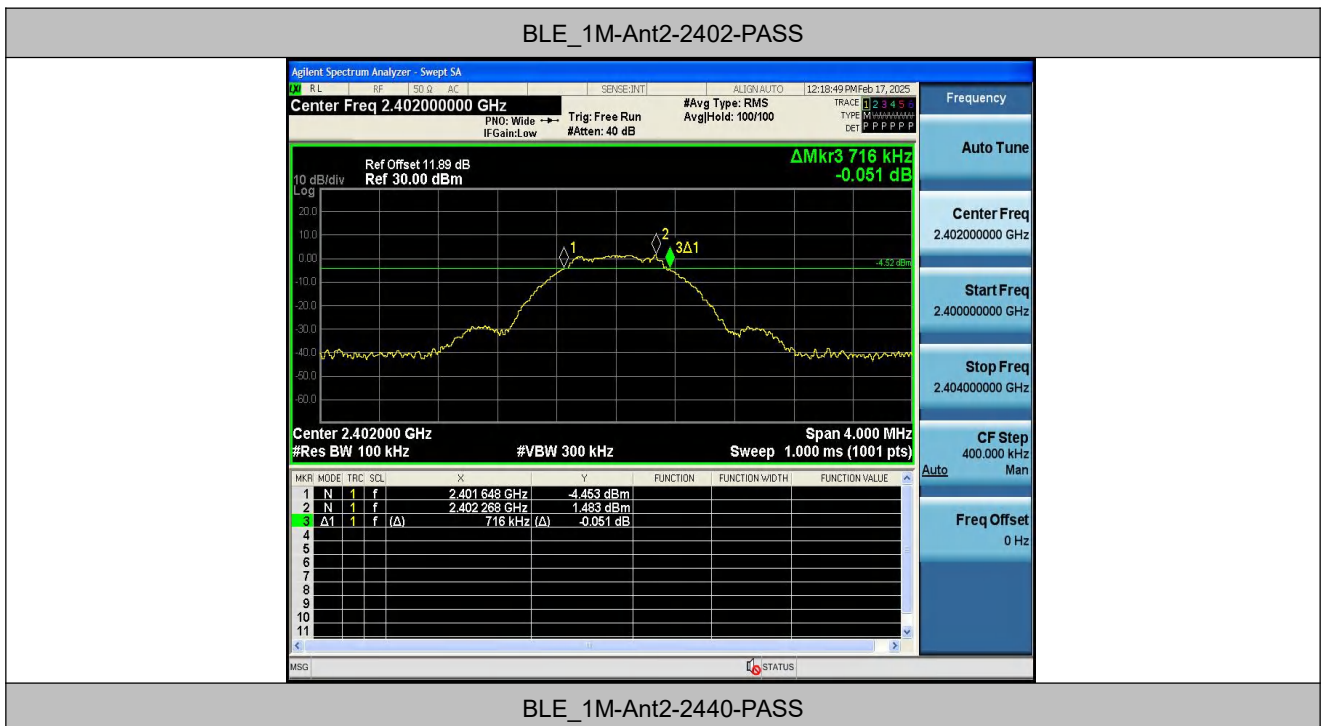 BLE_1M-Ant2-2402-PASS
Agilent Spectrum Analyzer - Swept SA
LXI RL RF 50 Ω AC SENSE:INT ALIGN AUTO 12:18:49 PM Feb 17, 2025
Center Freq 2.402000000 GHz
PNO: Wide
IFGain:Low
Trig: Free Run
#Atten: 40 dB
#Avg Type: RMS
Avg|Hold: 100/100
TRACE 1 2 3 4 5 6
TYPE M WWWWW
DET P P P P P P
Frequency
Auto Tune
Center Freq
2.402000000 GHz
Start Freq
2.400000000 GHz
Stop Freq
2.404000000 GHz
CF Step
400.000 kHz
Auto Man
Freq Offset
0 Hz
ΔMkr3 716 kHz
-0.051 dB
Ref Offset 11.89 dB
10 dB/div Ref 30.00 dBm
Log
20.0
10.0
0.00
-10.0
-20.0
-30.0
-40.0
-50.0
-60.0
1
2
3Δ1
-4.52 dBm
Center 2.402000 GHz Span 4.000 MHz
#Res BW 100 kHz #VBW 300 kHz Sweep 1.000 ms (1001 pts)
MKR MODE TRC SCL X Y FUNCTION FUNCTION WIDTH FUNCTION VALUE
1 N 1 f 2.401 648 GHz -4.453 dBm
2 N 1 f 2.402 268 GHz 1.483 dBm
3 Δ1 1 f (Δ) 716 kHz (Δ) -0.051 dB
4
5
6
7
8
9
10
11
MSG STATUS
BLE_1M-Ant2-2440-PASS